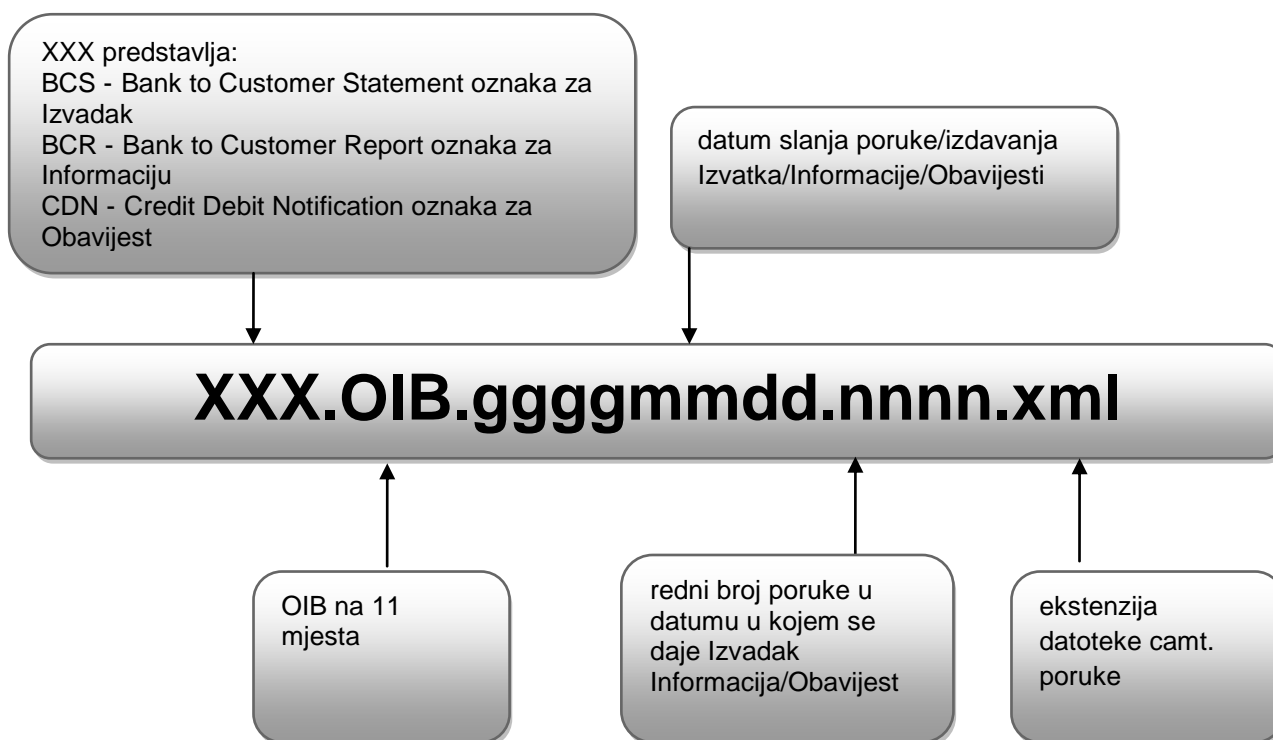 XXX predstavlja:
BCS - Bank to Customer Statement oznaka za
Izvadak
BCR - Bank to Customer Report oznaka za
Informaciju
CDN - Credit Debit Notification oznaka za
Obavijest
datum slanja poruke/izdavanja
Izvatka/Informacije/Obavijesti
XXX.OIB.ggggmmdd.nnnn.xml
OIB na 11
mjesta
redni broj poruke u
datumu u kojem se
daje Izvadak
Informacija/Obavijest
ekstenzija
datoteke camt.
poruke